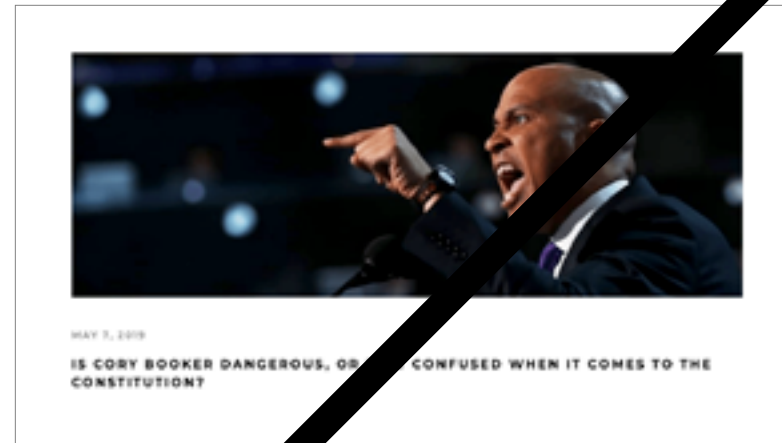 MAY 7, 2019
IS CORY BOOKER DANGEROUS, OR CONFUSED WHEN IT COMES TO THE
CONSTITUTION?